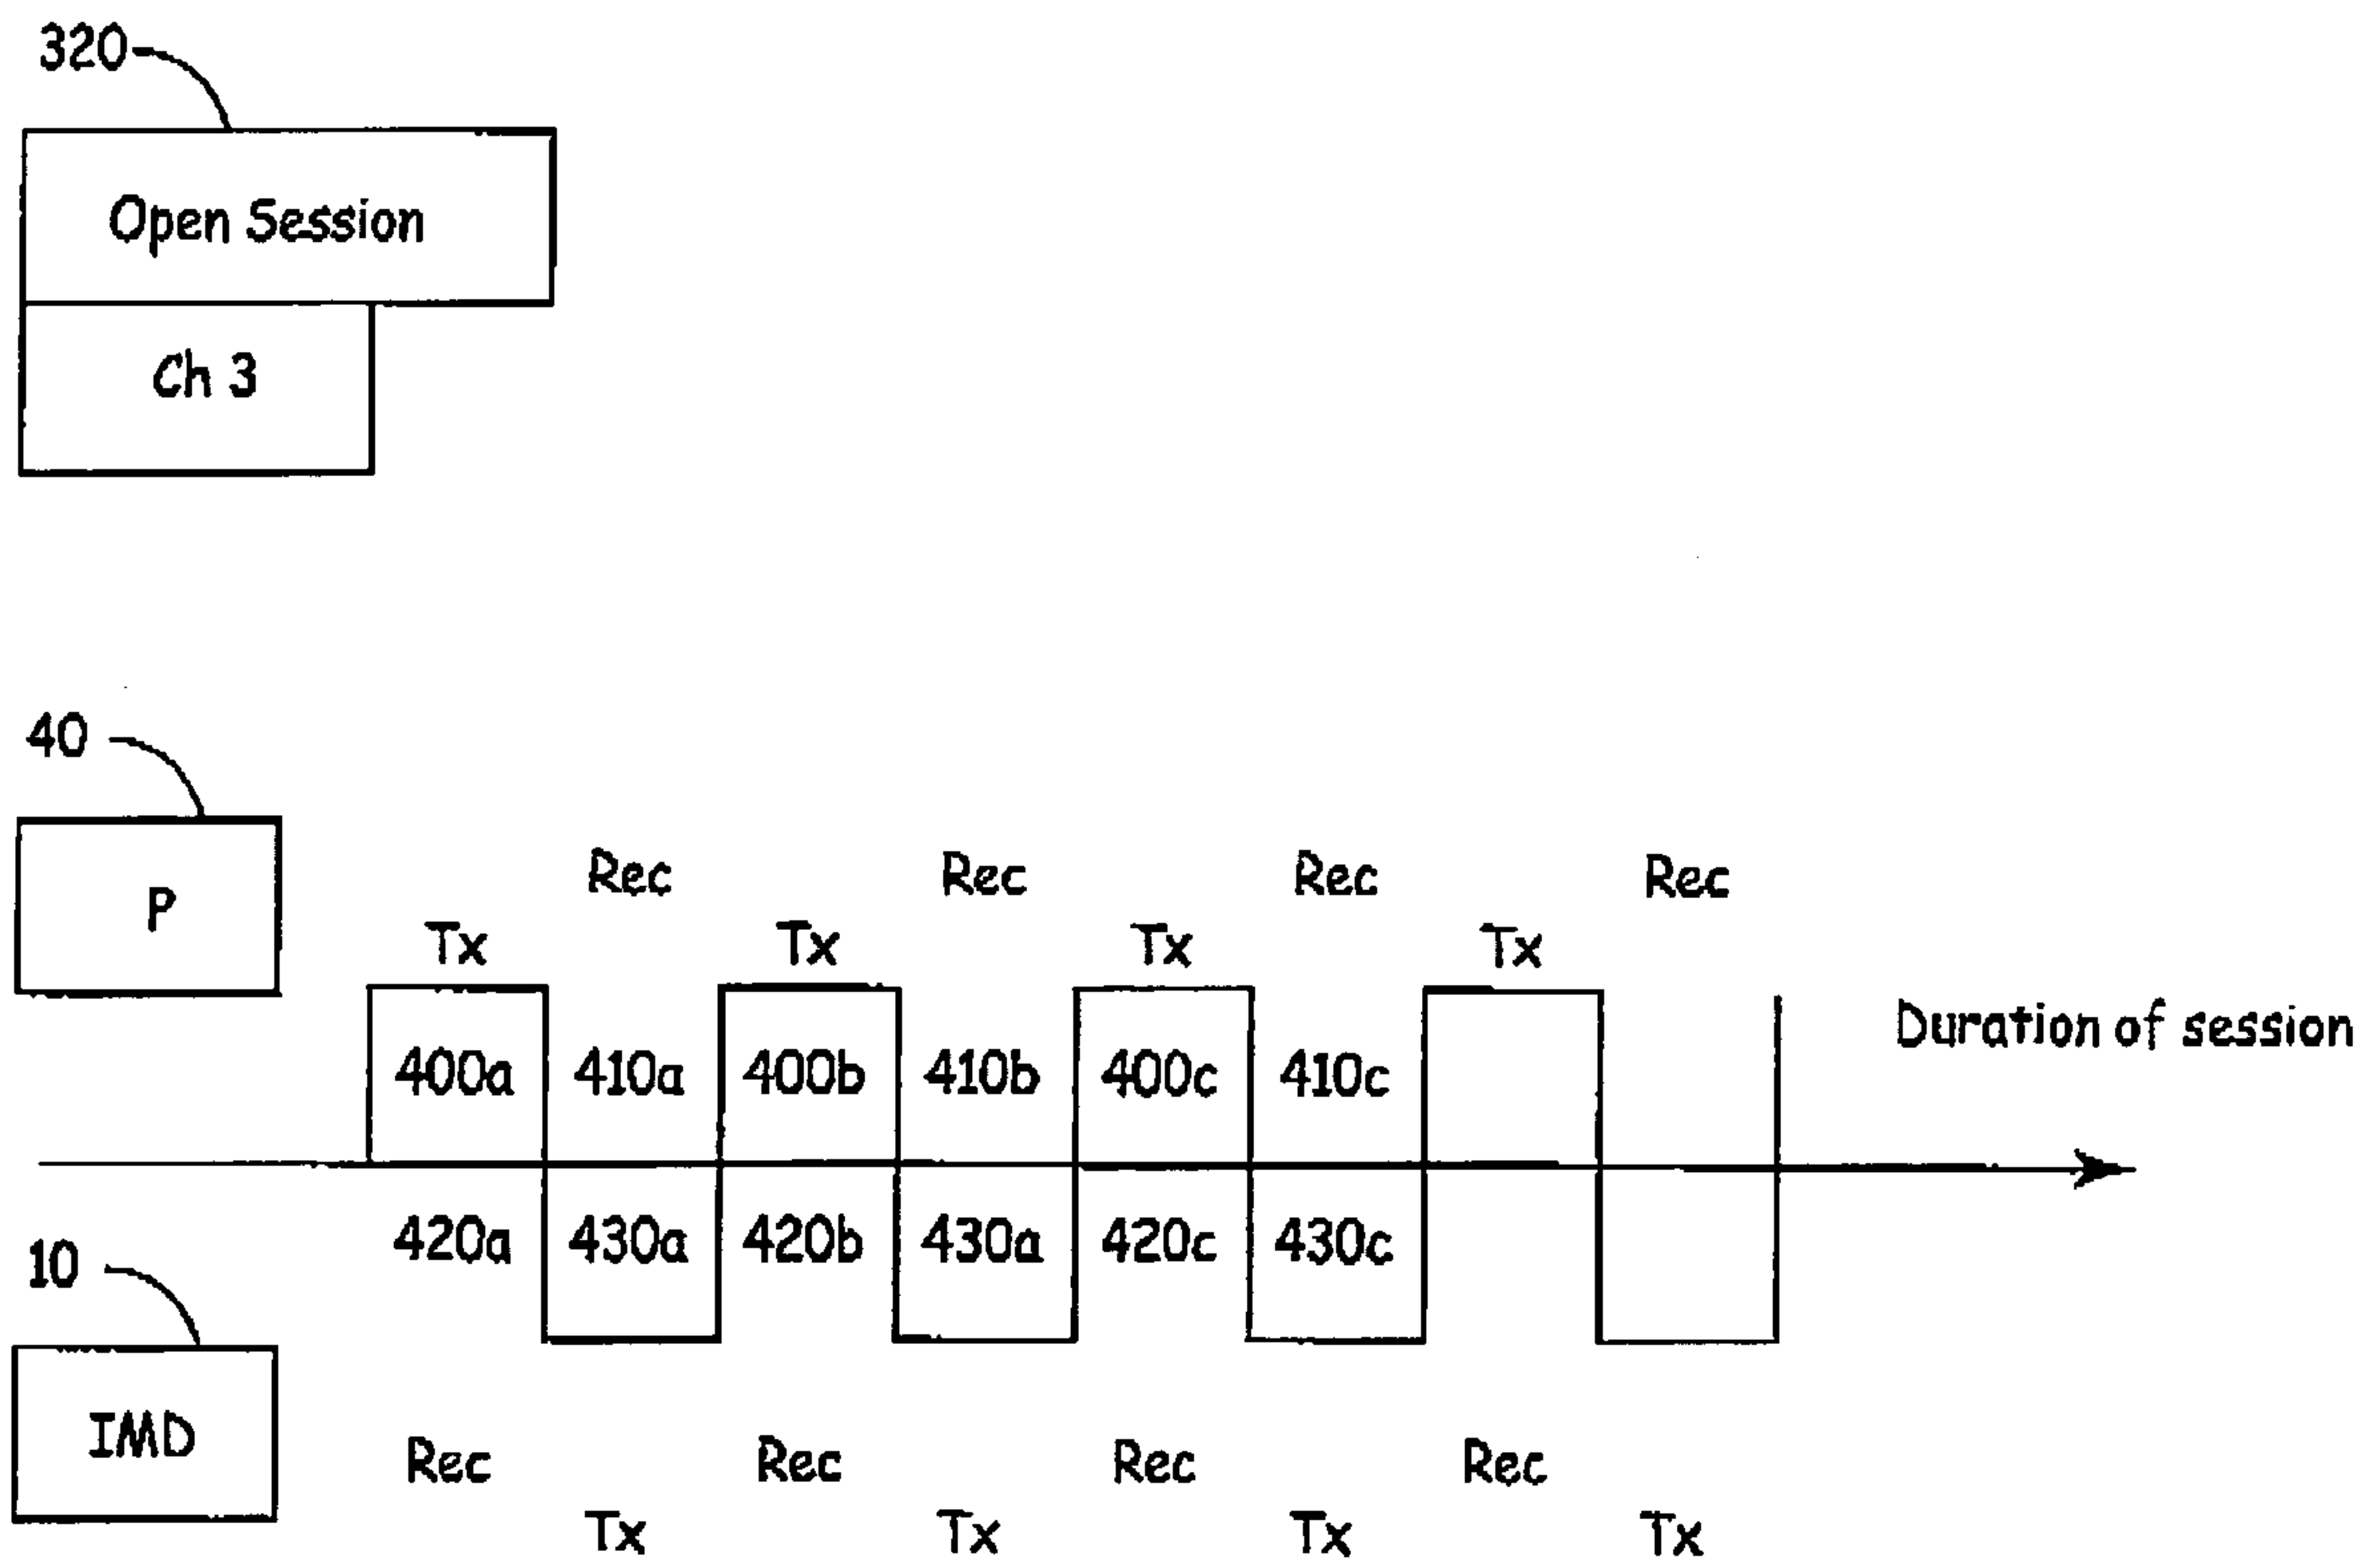 320
Open Session
Ch 3
40
P
Rec Rec Rec Rec
Tx Tx Tx Tx
Duration of session
400a 410a 400b 410b 400c 410c
420a 430a 420b 430a 420c 430c
10
IMD
Rec Rec Rec Rec
Tx Tx Tx Tx